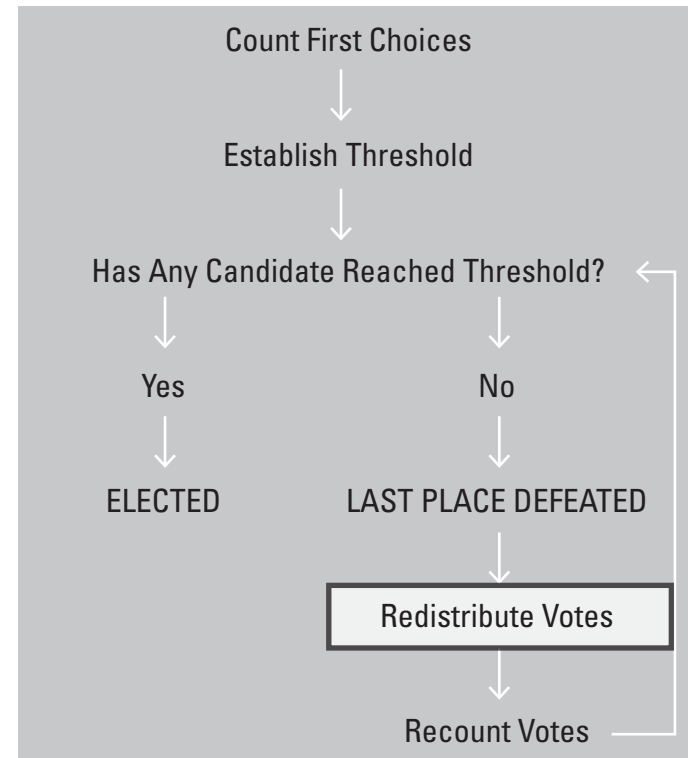 Count First Choices
Establish Threshold
Has Any Candidate Reached Threshold?
Yes
No
ELECTED
LAST PLACE DEFEATED
Redistribute Votes
Recount Votes